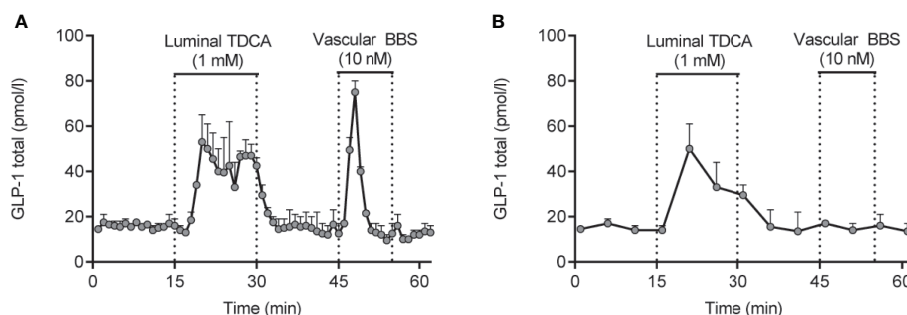 A
GLP-1 total (pmol/l)
100
80
60
40
20
0
Luminal TDCA
(1 mM)
Vascular BBS
(10 nM)
0
15
30
45
60
Time (min)
B
GLP-1 total (pmol/l)
100
80
60
40
20
0
Luminal TDCA
(1 mM)
Vascular BBS
(10 nM)
0
15
30
45
Time (min)